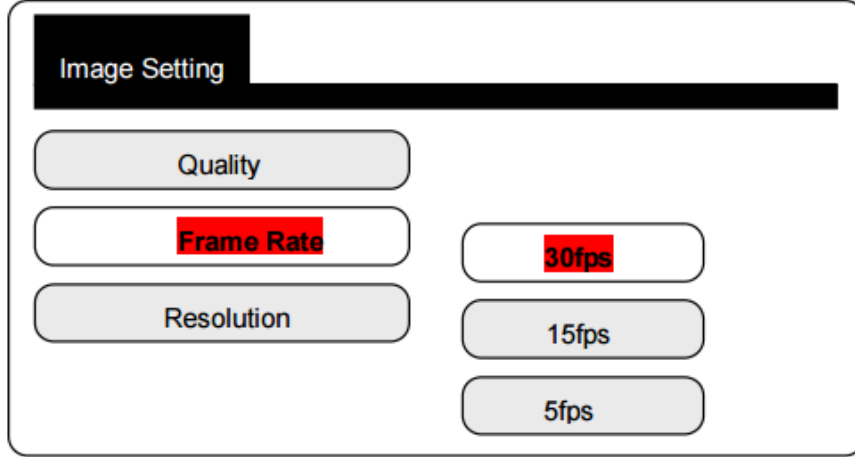 Image Setting
Quality
Frame Rate
Resolution
30fps
15fps
5fps